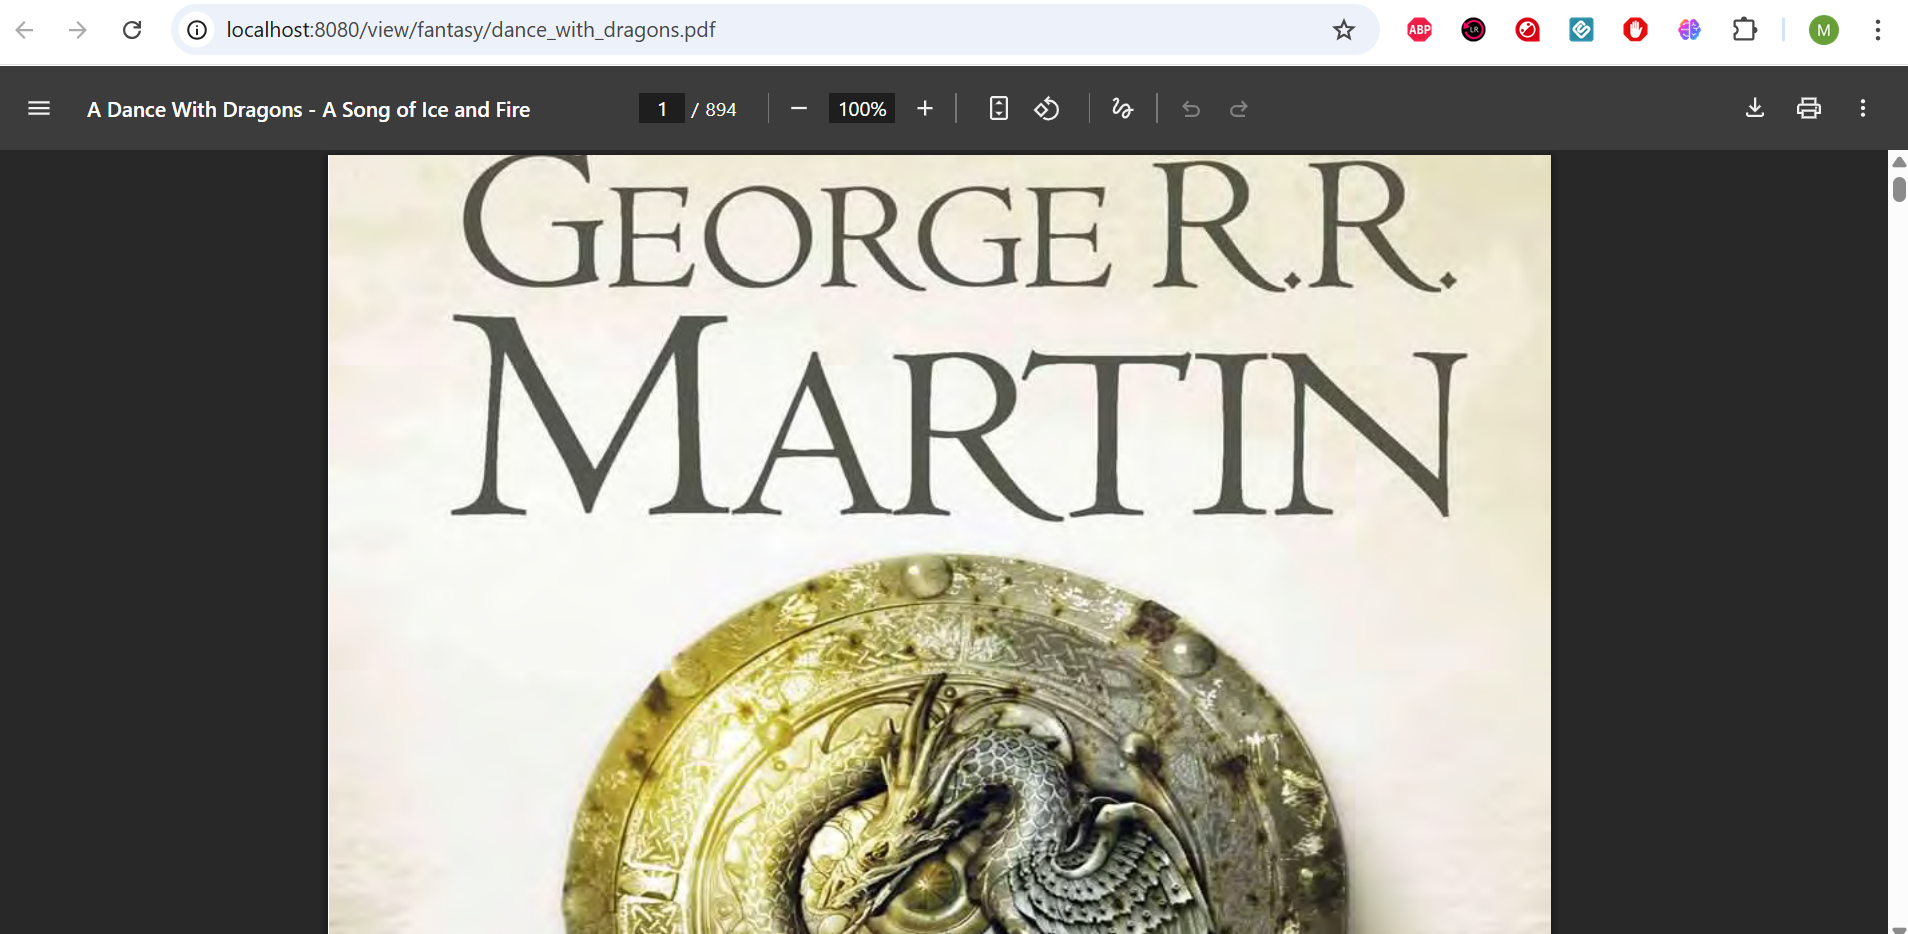 localhost:8080/view/fantasy/dance_with_dragons.pdf
ABP
LR
M
A Dance With Dragons - A Song of Ice and Fire
1 / 894
100%
GEORGE R.R.
MARTIN